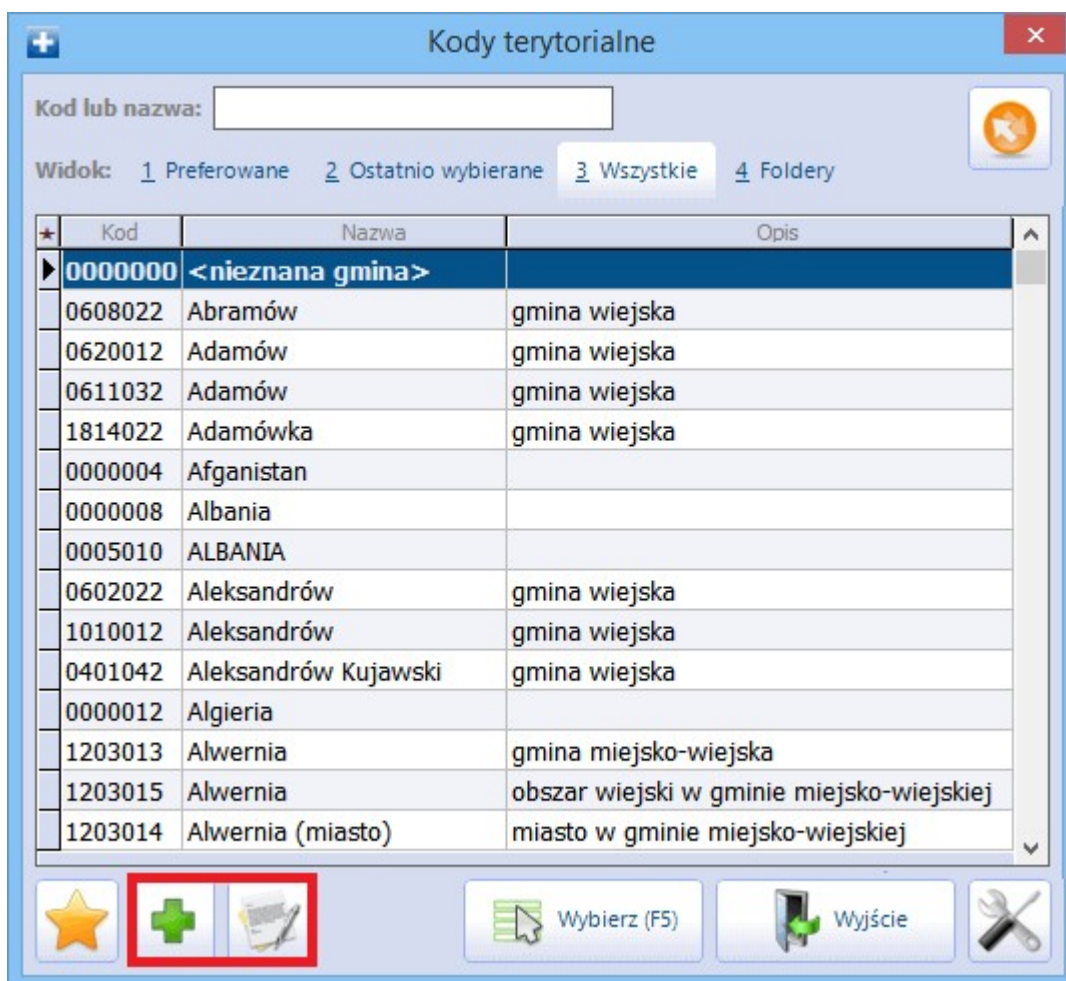 Kody terytorialne
Kod lub nazwa:
Widok: 1 Preferowane 2 Ostatnio wybierane 3 Wszystkie 4 Foldery
Kod Nazwa Opis
0000000 <nieznana gmina>
0608022 Abramów gmina wiejska
0620012 Adamów gmina wiejska
0611032 Adamów gmina wiejska
1814022 Adamówka gmina wiejska
0000004 Afganistan
0000008 Albania
0005010 ALBANIA
0602022 Aleksandrów gmina wiejska
1010012 Aleksandrów gmina wiejska
0401042 Aleksandrów Kujawski gmina wiejska
0000012 Algieria
1203013 Alwernia gmina miejsko-wiejska
1203015 Alwernia obszar wiejski w gminie miejsko-wiejskiej
1203014 Alwernia (miasto) miasto w gminie miejsko-wiejskiej
Wybierz (F5) Wyjście